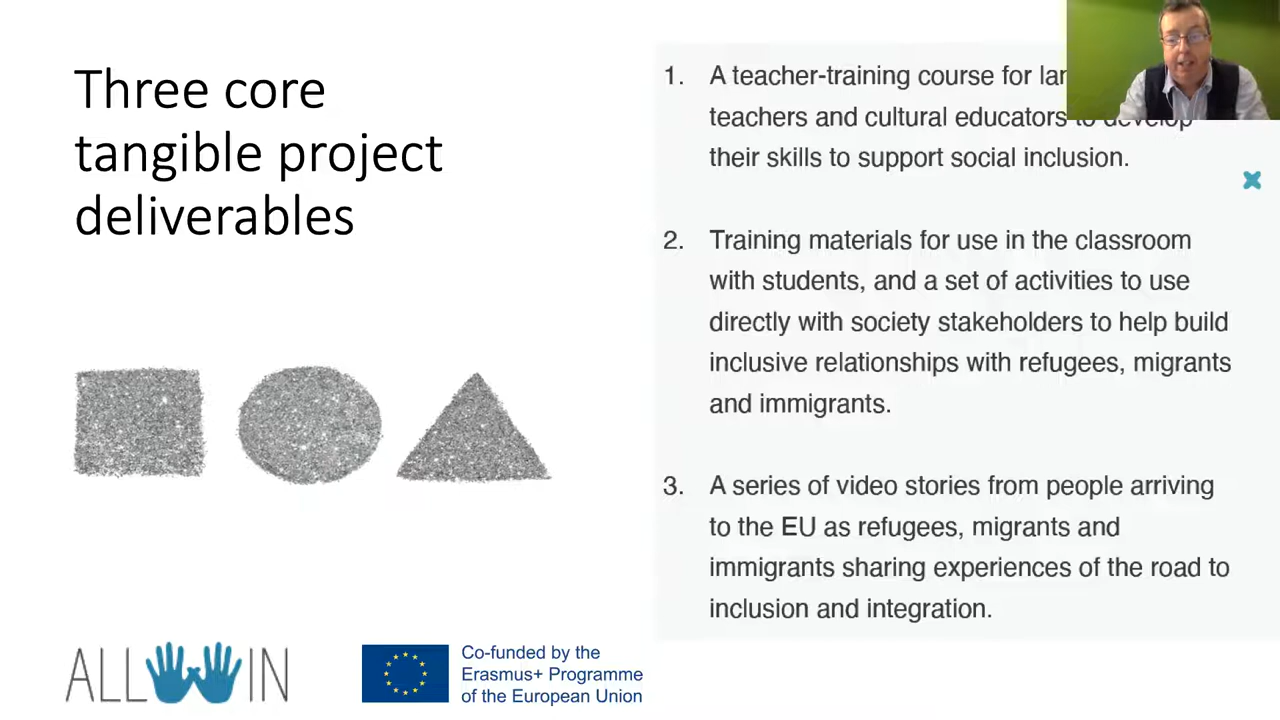 Three core
tangible project
deliverables
1. A teacher-training course for
teachers and cultural educators to develop
their skills to support social inclusion.
2. Training materials for use in the classroom
with students, and a set of activities to use
directly with society stakeholders to help build
inclusive relationships with refugees, migrants
and immigrants.
3. A series of video stories from people arriving
to the EU as refugees, migrants and
immigrants sharing experiences of the road to
inclusion and integration.
ALL W IN
Co-funded by the
Erasmus+ Programme
of the European Union